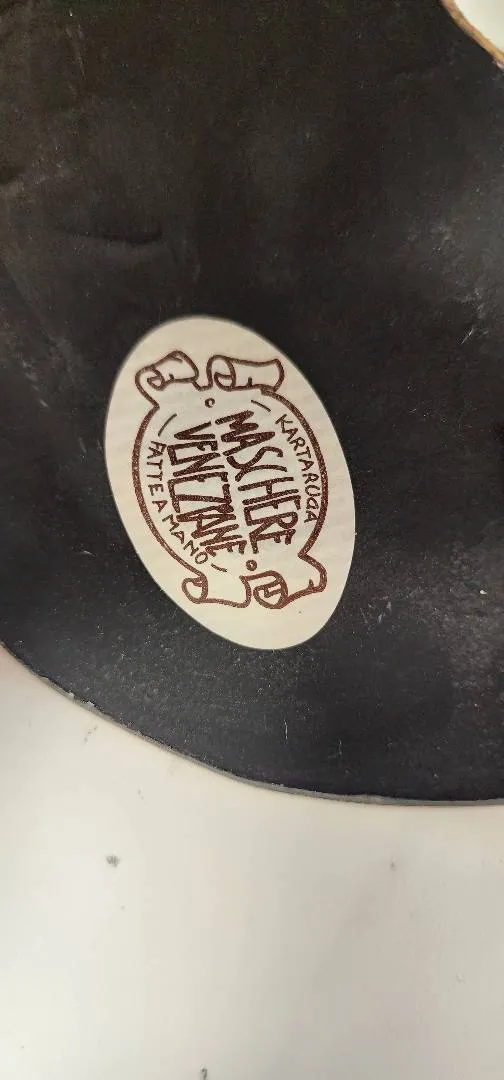 KARTARUGA
MASCHERE
VENEZIANE
FATTE A MANO